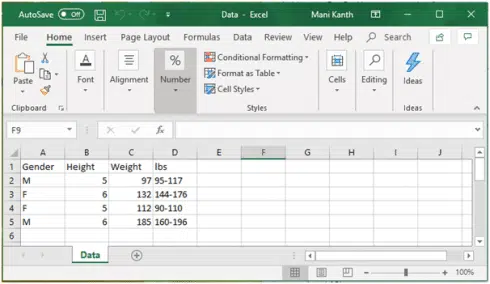 AutoSave Off Data - Excel Mani Kanth
File Home Insert Page Layout Formulas Data Review View Help Search
Paste Font Alignment % Number Conditional Formatting Format as Table Cell Styles Cells Editing Ideas
Clipboard Styles Ideas
F9 fx
A B C D E F G H I J
1 Gender Height Weight lbs
2 M 5 97 95-117
3 F 6 132 144-176
4 F 5 112 90-110
5 M 6 185 160-196
6
Data
100%